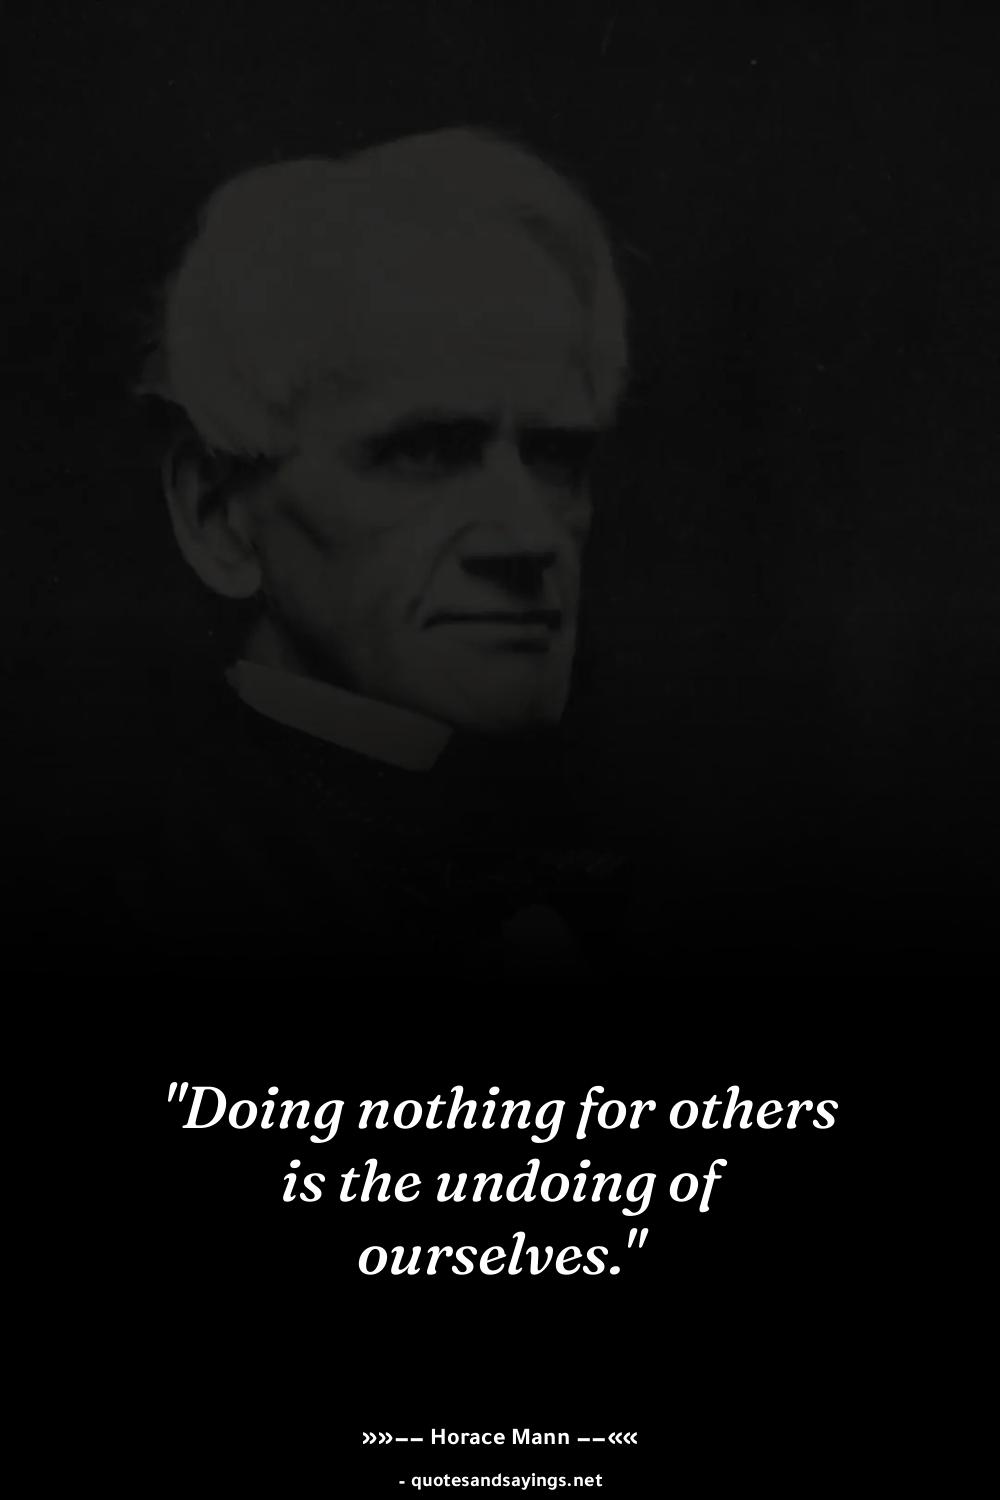 "Doing nothing for others
is the undoing of
ourselves."
»»–– Horace Mann ––««
- quotesandsayings.net